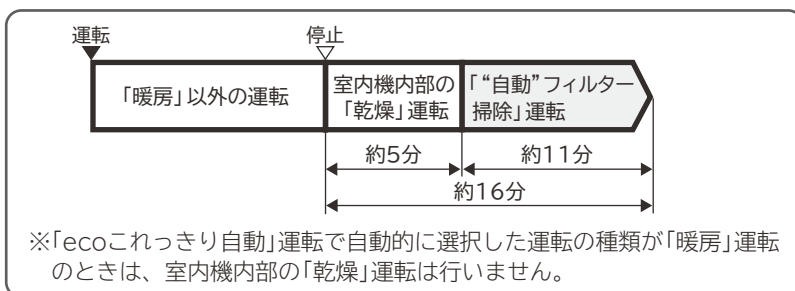 運転
停止
「暖房」以外の運転
室内機内部の
「乾燥」運転
「“自動”フィルター
掃除」運転
約5分
約11分
約16分
※「ecoこれっきり自動」運転で自動的に選択した運転の種類が「暖房」運転
のときは、室内機内部の「乾燥」運転は行いません。